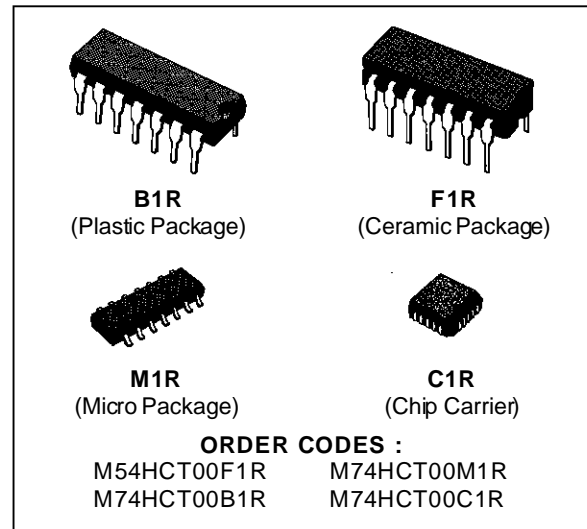 B1R
(Plastic Package)
F1R
(Ceramic Package)
M1R
(Micro Package)
C1R
(Chip Carrier)
ORDER CODES :
M54HCT00F1R M74HCT00M1R
M74HCT00B1R M74HCT00C1R